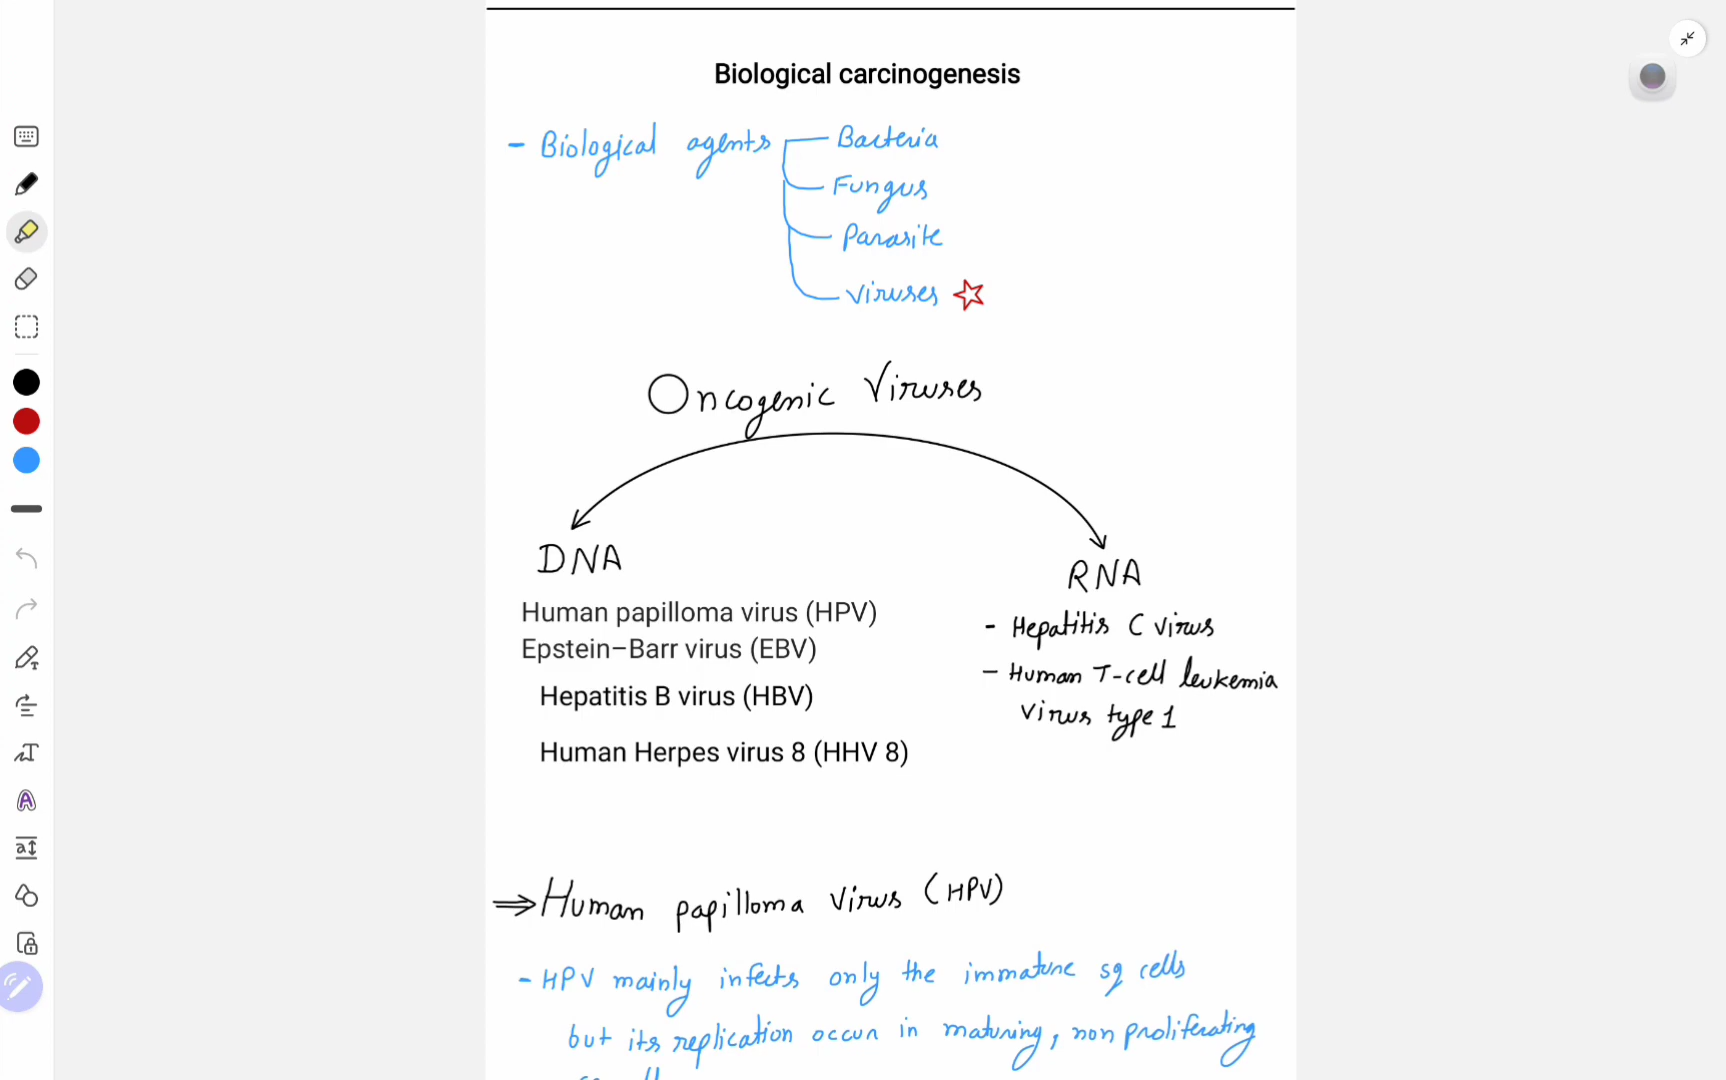 Biological carcinogenesis
- Biological agents
Bacteria
Fungus
Parasite
Viruses
Oncogenic Viruses
DNA
Human papilloma virus (HPV)
Epstein–Barr virus (EBV)
Hepatitis B virus (HBV)
Human Herpes virus 8 (HHV 8)
RNA
- Hepatitis C virus
- Human T-cell leukemia
virus type 1
⇒ Human papilloma virus (HPV)
- HPV mainly infects only the immature sq cells
but its replication occur in maturing, non proliferating